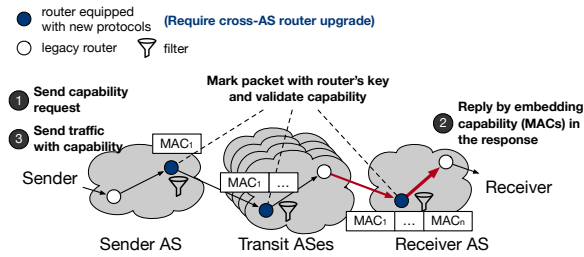 router equipped
with new protocols
(Require cross-AS router upgrade)
legacy router
filter
1 Send capability
request
3 Send traffic
with capability
Mark packet with router's key
and validate capability
2 Reply by embedding
capability (MACs) in
the response
MAC1
Sender
MAC1 ...
Receiver
MAC1 ... MACn
Sender AS
Transit ASes
Receiver AS